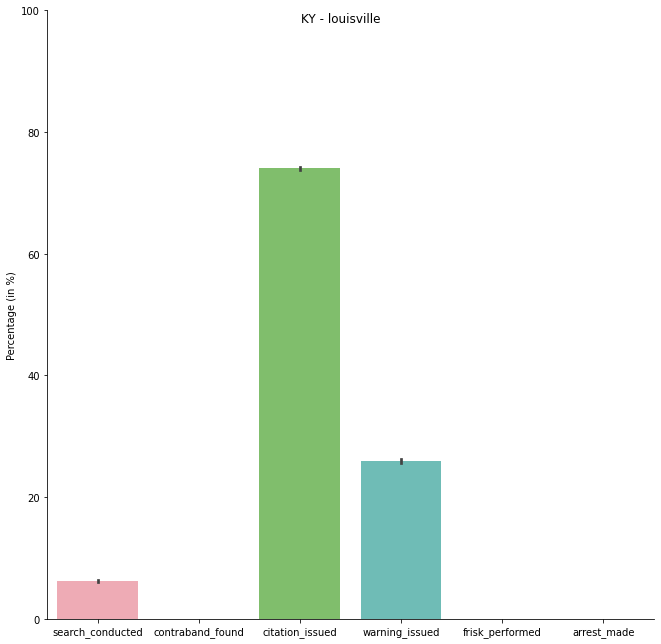 KY - louisville
100
80
60
40
20
0
Percentage (in %)
search_conducted contraband_found citation_issued warning_issued frisk_performed arrest_made